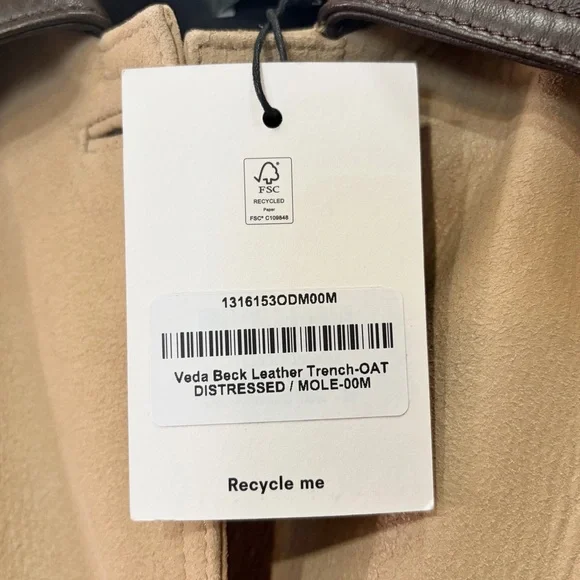 FSC
RECYCLED
Paper
FSC® C109848
1316153ODM00M
Veda Beck Leather Trench-OAT
DISTRESSED / MOLE-00M
Recycle me